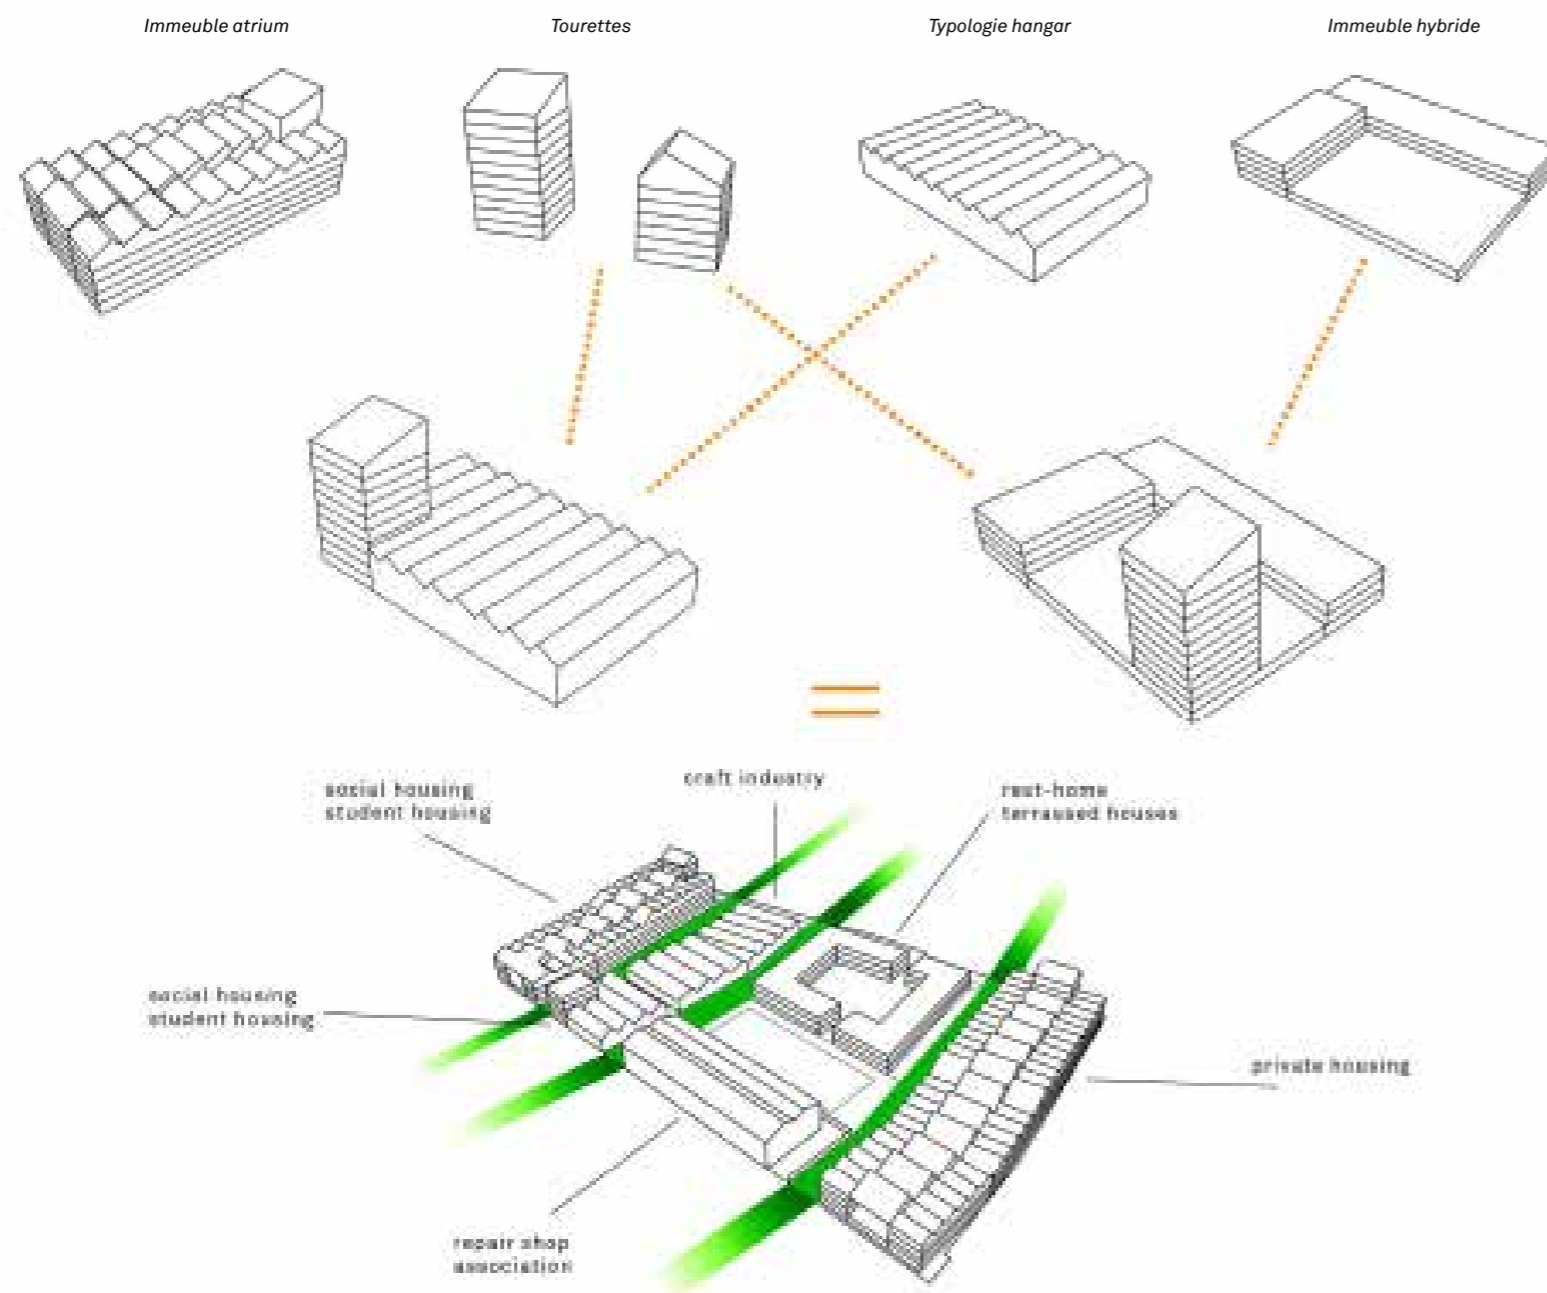 Immeuble atrium
Tourettes
Typologie hangar
Immeuble hybride
social housing
student housing
craft industry
rest-home
terraused houses
social housing
student housing
private housing
repair shop
association